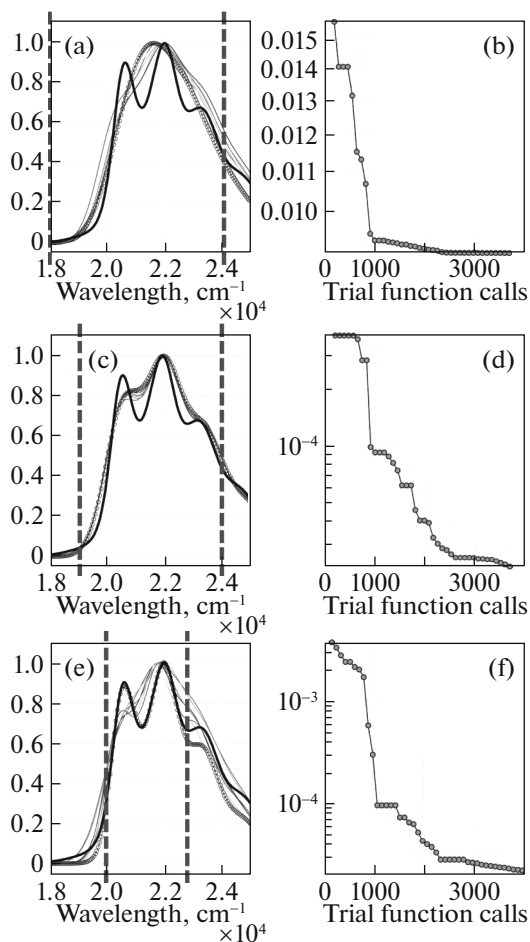 (a)
1.0
0.8
0.6
0.4
0.2
0
1.8 2.0 2.2 2.4
Wavelength, cm⁻¹
×10⁴
(b)
0.015
0.014
0.013
0.012
0.011
0.010
0 1000 3000
Trial function calls
(c)
1.0
0.8
0.6
0.4
0.2
0
1.8 2.0 2.2 2.4
Wavelength, cm⁻¹
×10⁴
(d)
10⁻⁴
0 1000 3000
Trial function calls
(e)
1.0
0.8
0.6
0.4
0.2
0
1.8 2.0 2.2 2.4
Wavelength, cm⁻¹
×10⁴
(f)
10⁻³
10⁻⁴
0 1000 3000
Trial function calls